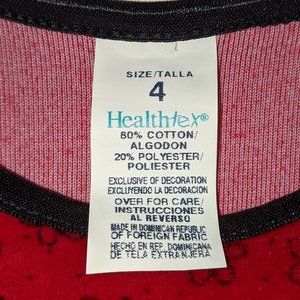 SIZE/TALLA
4
Healthtex®
80% COTTON/
ALGODON
20% POLYESTER/
POLIESTER
EXCLUSIVE OF DECORATION
EXCLUYENDO LA DECORACION
OVER FOR CARE/
INSTRUCCIONES
AL REVERSO
MADE IN DOMINICAN REPUBLIC
OF FOREIGN FABRIC
HECHO EN REP. DOMINICANA
DE TELA EXTRANJERA